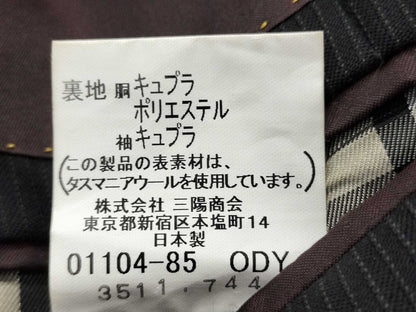 裏地 胴 キュプラ
ポリエステル
袖 キュプラ
(この製品の表素材は、
タスマニアウールを使用しています。)
株式会社 三陽商会
東京都新宿区本塩町14
日本製
01104-85 ODY
3511.744